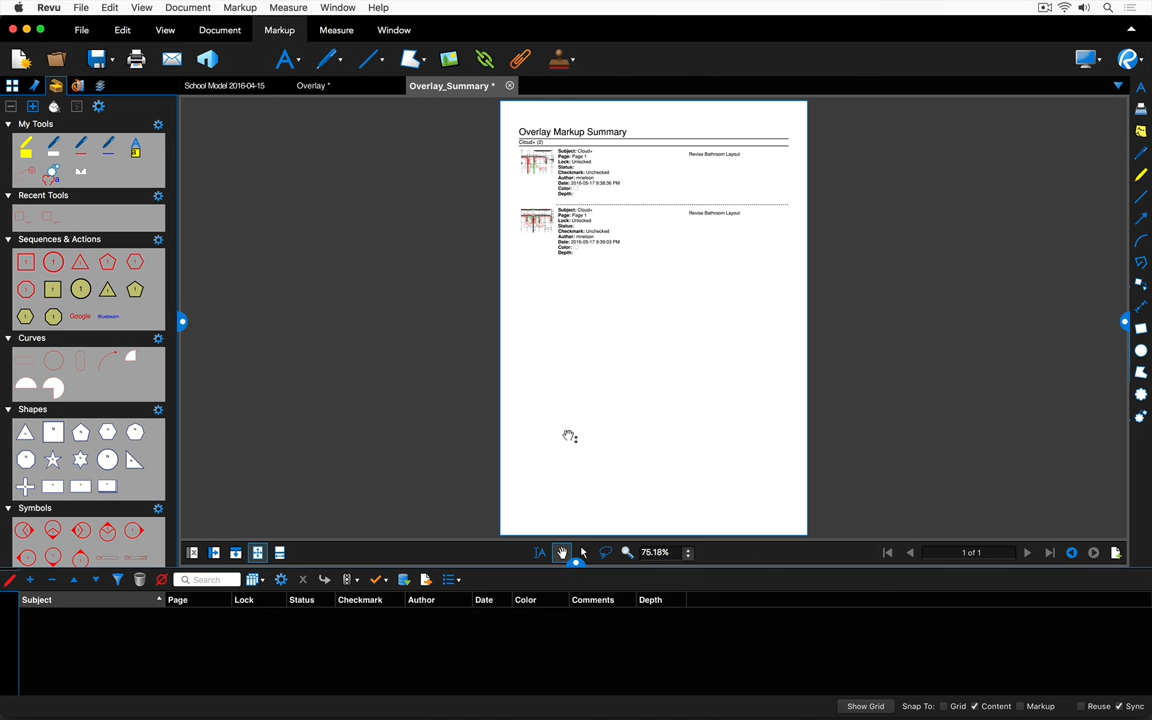 Revu File Edit View Document Markup Measure Window Help
File Edit View Document Markup Measure Window
School Model 2016-04-15 Overlay * Overlay_Summary *
My Tools
Recent Tools
Sequences & Actions
Google Bluebeam
Curves
Shapes
Symbols
Overlay Markup Summary
Cloud+ (2)
Subject: Cloud+
Page: Page 1
Lock: Unlocked
Status:
Checkmark: Unchecked
Author: mnelson
Date: 2016-05-17 9:38:36 PM
Color:
Depth:
Revise Bathroom Layout
Subject: Cloud+
Page: Page 1
Lock: Unlocked
Status:
Checkmark: Unchecked
Author: mnelson
Date: 2016-05-17 9:39:03 PM
Color:
Depth:
Revise Bathroom Layout
75.18% 1 of 1
Search
Subject Page Lock Status Checkmark Author Date Color Comments Depth
Show Grid Snap To: Grid Content Markup Reuse Sync